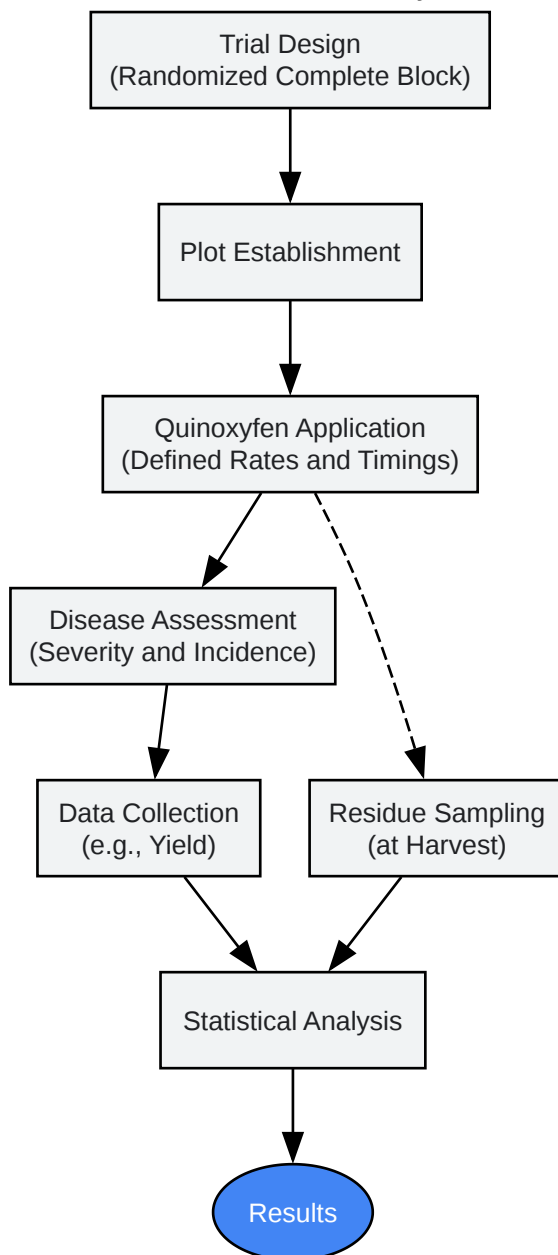 Trial Design
(Randomized Complete Block)
Plot Establishment
Quinoxyfen Application
(Defined Rates and Timings)
Disease Assessment
(Severity and Incidence)
Data Collection
(e.g., Yield)
Residue Sampling
(at Harvest)
Statistical Analysis
Results